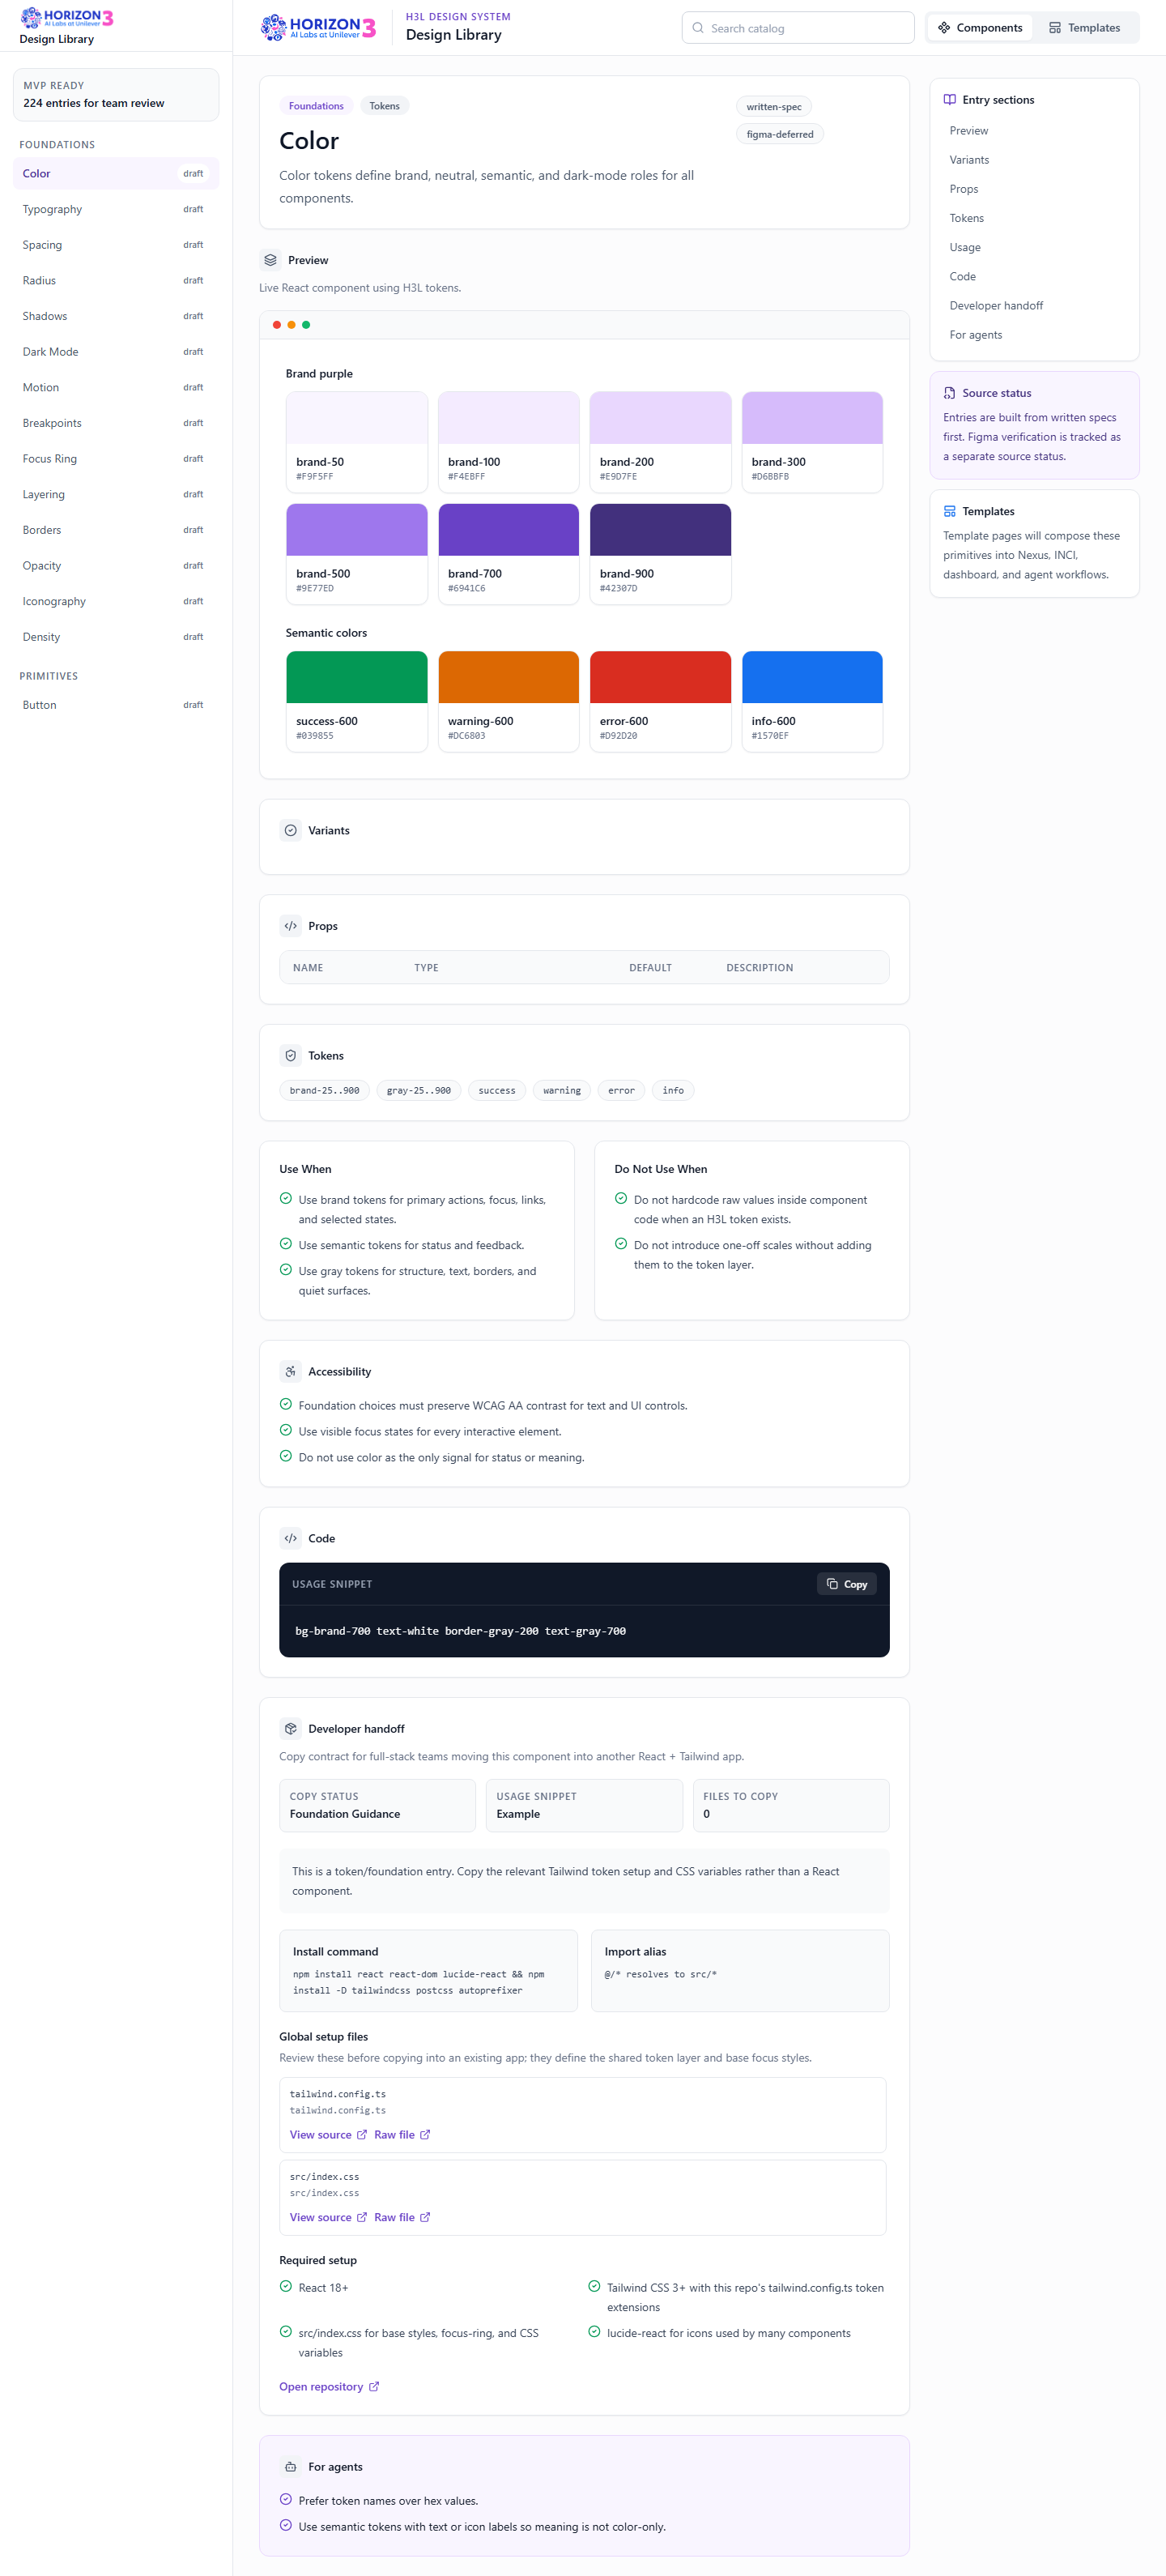 HORIZON 3
AI Labs at Unilever
Design Library
MVP READY
224 entries for team review
FOUNDATIONS
Color draft
Typography draft
Spacing draft
Radius draft
Shadows draft
Dark Mode draft
Motion draft
Breakpoints draft
Focus Ring draft
Layering draft
Borders draft
Opacity draft
Iconography draft
Density draft
PRIMITIVES
Button draft
HORIZON 3
AI Labs at Unilever
H3L DESIGN SYSTEM
Design Library
Search catalog
Components Templates
Foundations Tokens
written-spec
figma-deferred
Color
Color tokens define brand, neutral, semantic, and dark-mode roles for all
components.
Preview
Live React component using H3L tokens.
Brand purple
brand-50 brand-100 brand-200 brand-300
#F9F5FF #F4EBFF #E9D7FE #D6BBFB
brand-500 brand-700 brand-900
#9E77ED #6941C6 #42307D
Semantic colors
success-600 warning-600 error-600 info-600
#039855 #DC6803 #D92D20 #1570EF
Variants
Props
NAME TYPE DEFAULT DESCRIPTION
Tokens
brand-25..900 gray-25..900 success warning error info
Use When
Use brand tokens for primary actions, focus, links,
and selected states.
Use semantic tokens for status and feedback.
Use gray tokens for structure, text, borders, and
quiet surfaces.
Do Not Use When
Do not hardcode raw values inside component
code when an H3L token exists.
Do not introduce one-off scales without adding
them to the token layer.
Accessibility
Foundation choices must preserve WCAG AA contrast for text and UI controls.
Use visible focus states for every interactive element.
Do not use color as the only signal for status or meaning.
Code
USAGE SNIPPET Copy
bg-brand-700 text-white border-gray-200 text-gray-700
Developer handoff
Copy contract for full-stack teams moving this component into another React + Tailwind app.
COPY STATUS
Foundation Guidance
USAGE SNIPPET
Example
FILES TO COPY
0
This is a token/foundation entry. Copy the relevant Tailwind token setup and CSS variables rather than a React
component.
Install command
npm install react react-dom lucide-react && npm
install -D tailwindcss postcss autoprefixer
Import alias
@/* resolves to src/*
Global setup files
Review these before copying into an existing app; they define the shared token layer and base focus styles.
tailwind.config.ts
tailwind.config.ts
View source Raw file
src/index.css
src/index.css
View source Raw file
Required setup
React 18+
Tailwind CSS 3+ with this repo's tailwind.config.ts token
extensions
src/index.css for base styles, focus-ring, and CSS
variables
lucide-react for icons used by many components
Open repository
For agents
Prefer token names over hex values.
Use semantic tokens with text or icon labels so meaning is not color-only.
Entry sections
Preview
Variants
Props
Tokens
Usage
Code
Developer handoff
For agents
Source status
Entries are built from written specs
first. Figma verification is tracked as
a separate source status.
Templates
Template pages will compose these
primitives into Nexus, INCI,
dashboard, and agent workflows.